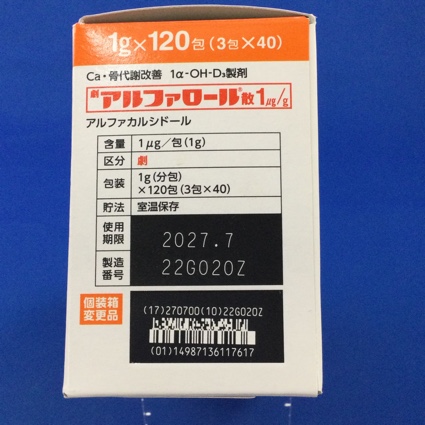 1g×120包(3包×40)
Ca・骨代謝改善 1α-OH-D₃製剤
劇 アルファロール® 散1μg/g
アルファカルシドール
含量 1μg/包(1g)
区分 劇
包装 1g(分包)
×120包(3包×40)
貯法 室温保存
使用
期限 2027.7
製造
番号 22G020Z
個装箱
変更品
(17)270700(10)22G020Z
(01)14987136117617